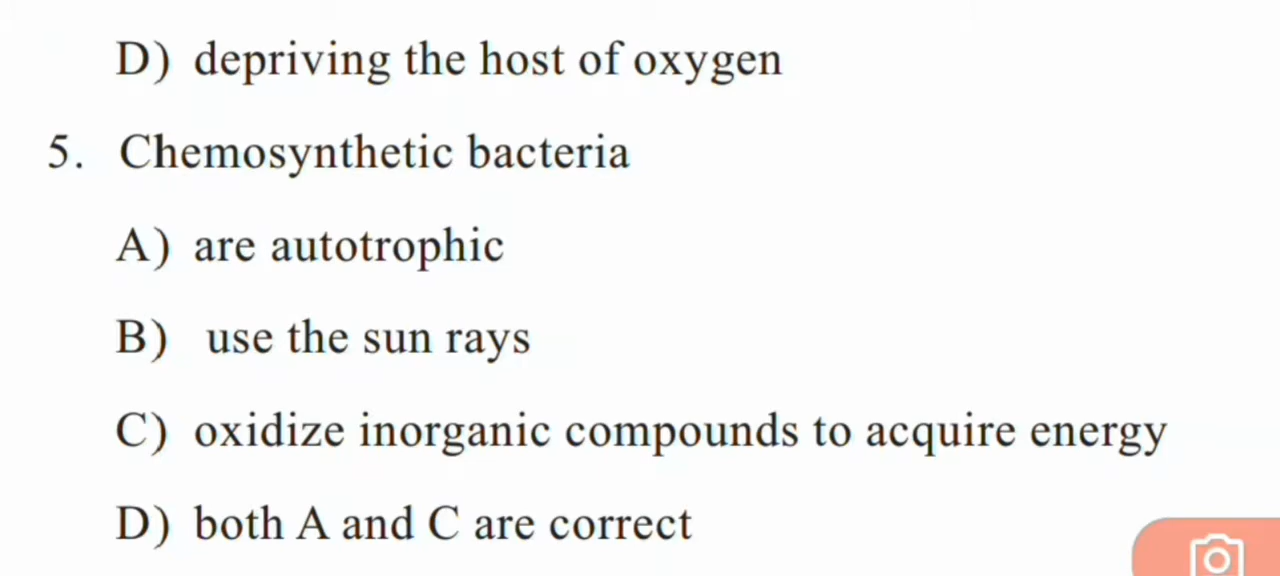 D) depriving the host of oxygen
5. Chemosynthetic bacteria
A) are autotrophic
B) use the sun rays
C) oxidize inorganic compounds to acquire energy
D) both A and C are correct